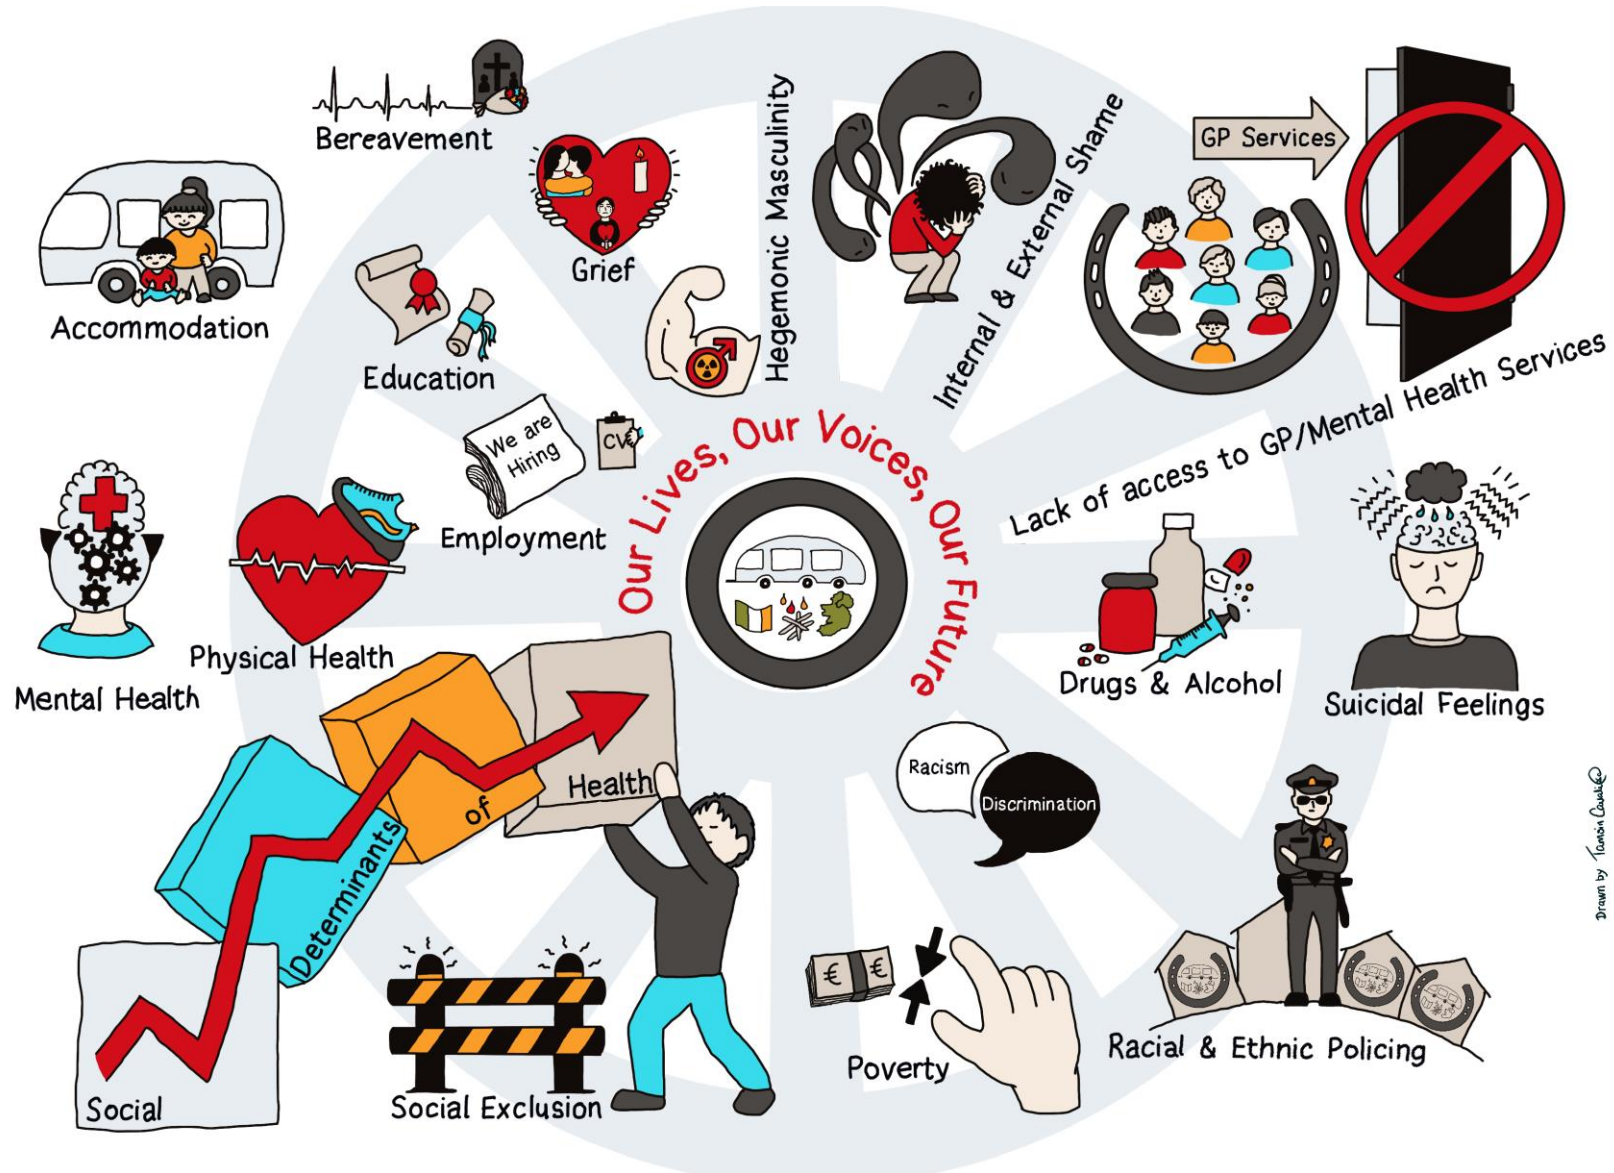 Bereavement
Accommodation
Grief
Education
Hegemonic Masculinity
Internal & External Shame
GP Services
Lack of access to GP/Mental Health Services
We are
Hiring
CV
Employment
Our Lives, Our Voices, Our Future
Mental Health
Physical Health
Drugs & Alcohol
Suicidal Feelings
Social
Determinants
of
Health
Racism
Discrimination
Social Exclusion
€ €
Poverty
Racial & Ethnic Policing
Drawn by Tamsin